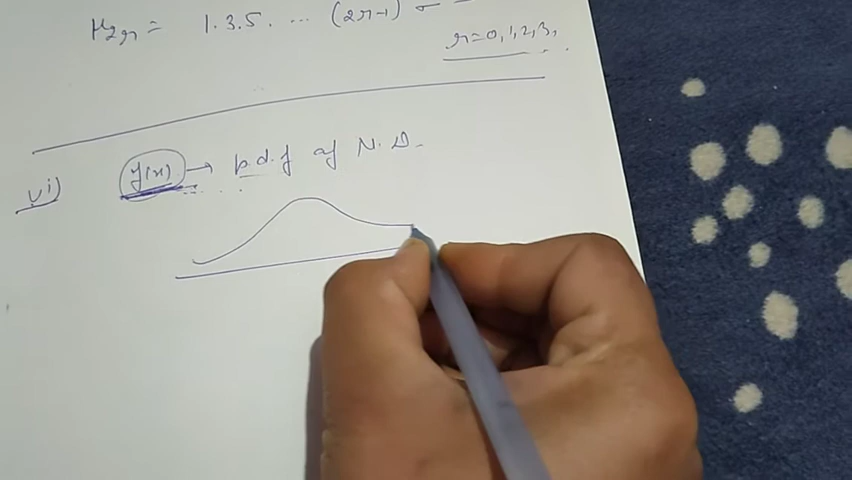 μ₂ᵣ = 1.3.5. ... (2r-1) σ
r=0,1,2,3,
vi) f(x) → p.d.f of N.D.